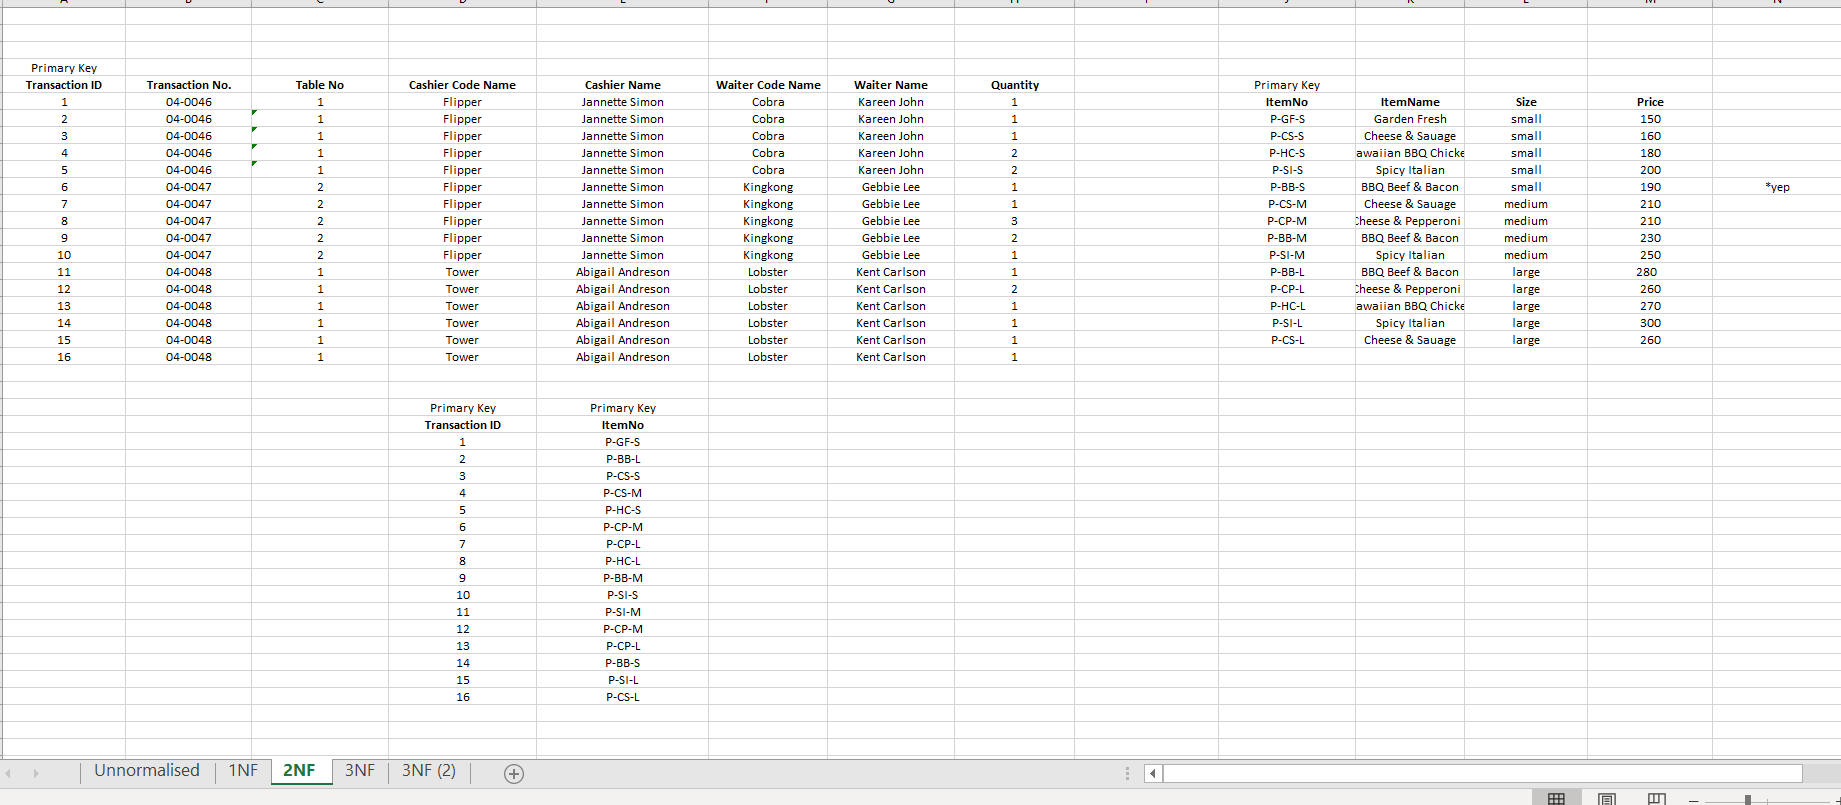 Primary Key
Transaction ID Transaction No. Table No Cashier Code Name Cashier Name Waiter Code Name Waiter Name Quantity Primary Key
1 04-0046 1 Flipper Jannette Simon Cobra Kareen John 1 ItemNo ItemName Size Price
2 04-0046 1 Flipper Jannette Simon Cobra Kareen John 1 P-GF-S Garden Fresh small 150
3 04-0046 1 Flipper Jannette Simon Cobra Kareen John 1 P-CS-S Cheese & Sauage small 160
4 04-0046 1 Flipper Jannette Simon Cobra Kareen John 2 P-HC-S awaiian BBQ Chicke small 180
5 04-0046 1 Flipper Jannette Simon Cobra Kareen John 2 P-SI-S Spicy Italian small 200
6 04-0047 2 Flipper Jannette Simon Kingkong Gebbie Lee 1 P-BB-S BBQ Beef & Bacon small 190 *yep
7 04-0047 2 Flipper Jannette Simon Kingkong Gebbie Lee 1 P-CS-M Cheese & Sauage medium 210
8 04-0047 2 Flipper Jannette Simon Kingkong Gebbie Lee 3 P-CP-M Cheese & Pepperoni medium 210
9 04-0047 2 Flipper Jannette Simon Kingkong Gebbie Lee 2 P-BB-M BBQ Beef & Bacon medium 230
10 04-0047 2 Flipper Jannette Simon Kingkong Gebbie Lee 1 P-SI-M Spicy Italian medium 250
11 04-0048 1 Tower Abigail Andreson Lobster Kent Carlson 1 P-BB-L BBQ Beef & Bacon large 280
12 04-0048 1 Tower Abigail Andreson Lobster Kent Carlson 2 P-CP-L Cheese & Pepperoni large 260
13 04-0048 1 Tower Abigail Andreson Lobster Kent Carlson 1 P-HC-L awaiian BBQ Chicke large 270
14 04-0048 1 Tower Abigail Andreson Lobster Kent Carlson 1 P-SI-L Spicy Italian large 300
15 04-0048 1 Tower Abigail Andreson Lobster Kent Carlson 1 P-CS-L Cheese & Sauage large 260
16 04-0048 1 Tower Abigail Andreson Lobster Kent Carlson 1
Primary Key Primary Key
Transaction ID ItemNo
1 P-GF-S
2 P-BB-L
3 P-CS-S
4 P-CS-M
5 P-HC-S
6 P-CP-M
7 P-CP-L
8 P-HC-L
9 P-BB-M
10 P-SI-S
11 P-SI-M
12 P-CP-M
13 P-CP-L
14 P-BB-S
15 P-SI-L
16 P-CS-L
Unnormalised 1NF 2NF 3NF 3NF (2)